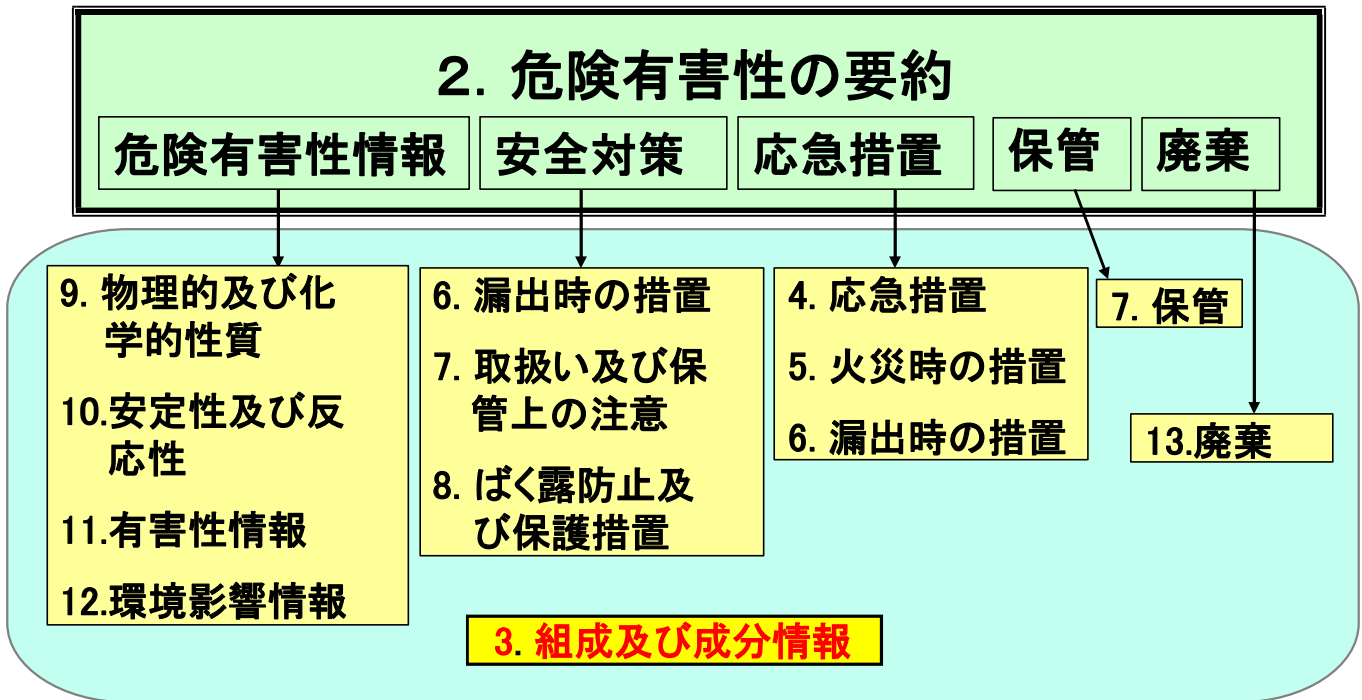 ２．危険有害性の要約
危険有害性情報
安全対策
応急措置
保管
廃棄
9. 物理的及び化
学的性質
10.安定性及び反
応性
11.有害性情報
12.環境影響情報
6. 漏出時の措置
7. 取扱い及び保
管上の注意
8. ばく露防止及
び保護措置
4. 応急措置
5. 火災時の措置
6. 漏出時の措置
7. 保管
13.廃棄
3. 組成及び成分情報